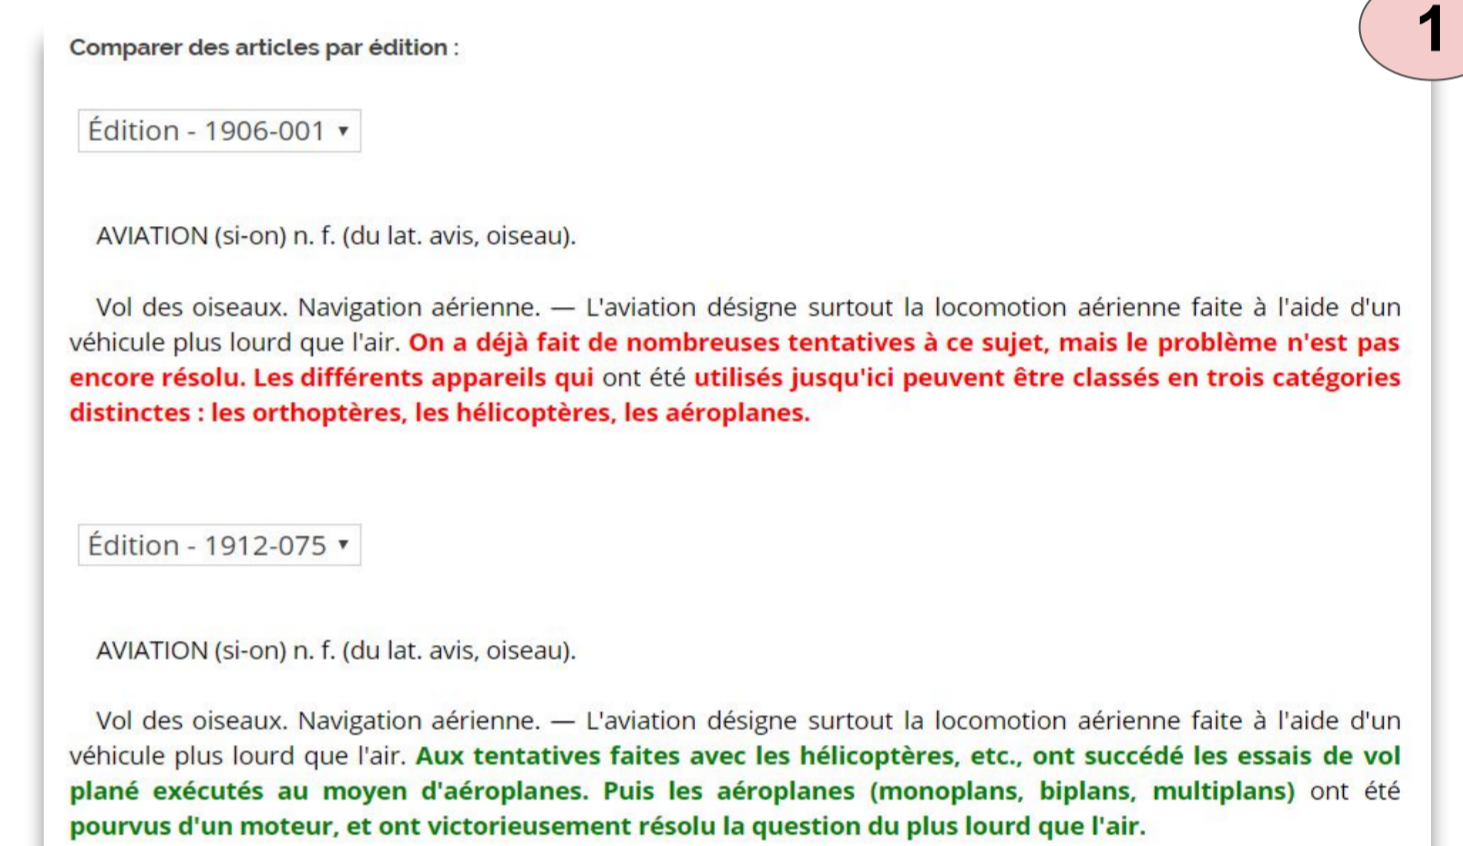 1
Comparer des articles par édition :
Édition - 1906-001 ▾
AVIATION (si-on) n. f. (du lat. avis, oiseau).
Vol des oiseaux. Navigation aérienne. — L'aviation désigne surtout la locomotion aérienne faite à l'aide d'un
véhicule plus lourd que l'air. On a déjà fait de nombreuses tentatives à ce sujet, mais le problème n'est pas
encore résolu. Les différents appareils qui ont été utilisés jusqu'ici peuvent être classés en trois catégories
distinctes : les orthoptères, les hélicoptères, les aéroplanes.
Édition - 1912-075 ▾
AVIATION (si-on) n. f. (du lat. avis, oiseau).
Vol des oiseaux. Navigation aérienne. — L'aviation désigne surtout la locomotion aérienne faite à l'aide d'un
véhicule plus lourd que l'air. Aux tentatives faites avec les hélicoptères, etc., ont succédé les essais de vol
plané exécutés au moyen d'aéroplanes. Puis les aéroplanes (monoplans, biplans, multiplans) ont été
pourvus d'un moteur, et ont victorieusement résolu la question du plus lourd que l'air.